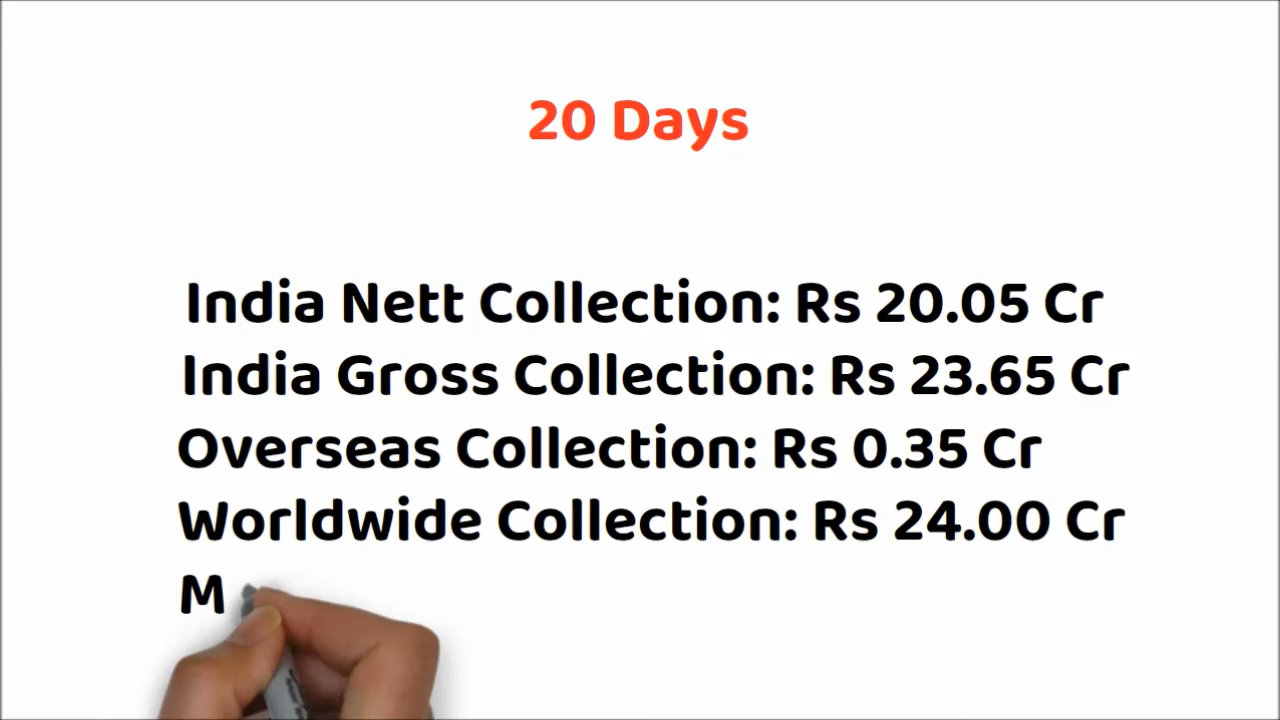 20 Days
India Nett Collection: Rs 20.05 Cr
India Gross Collection: Rs 23.65 Cr
Overseas Collection: Rs 0.35 Cr
Worldwide Collection: Rs 24.00 Cr
M